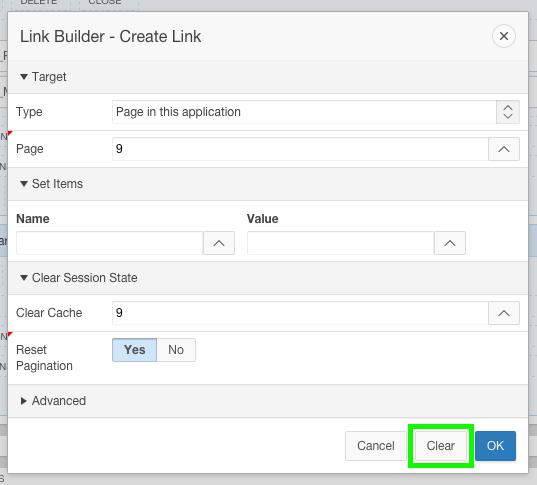 DELETE CLOSE
Link Builder - Create Link
Target
Type Page in this application
Page 9
Set Items
Name Value
Clear Session State
Clear Cache 9
Reset
Pagination Yes No
Advanced
Cancel Clear OK